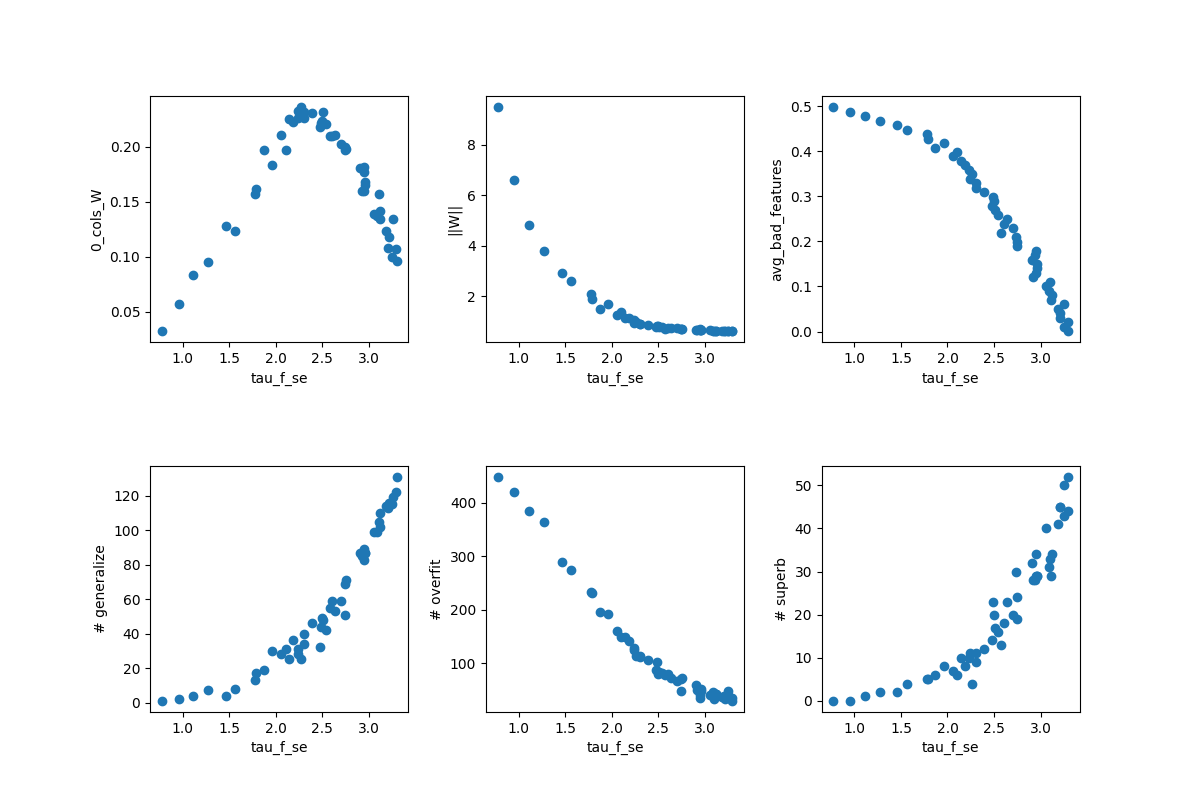 0_cols_W
0.20
0.15
0.10
0.05
1.0 1.5 2.0 2.5 3.0
tau_f_se
||W||
8
6
4
2
1.0 1.5 2.0 2.5 3.0
tau_f_se
avg_bad_features
0.5
0.4
0.3
0.2
0.1
0.0
1.0 1.5 2.0 2.5 3.0
tau_f_se
# generalize
120
100
80
60
40
20
0
1.0 1.5 2.0 2.5 3.0
tau_f_se
# overfit
400
300
200
100
1.0 1.5 2.0 2.5 3.0
tau_f_se
# superb
50
40
30
20
10
0
1.0 1.5 2.0 2.5 3.0
tau_f_se